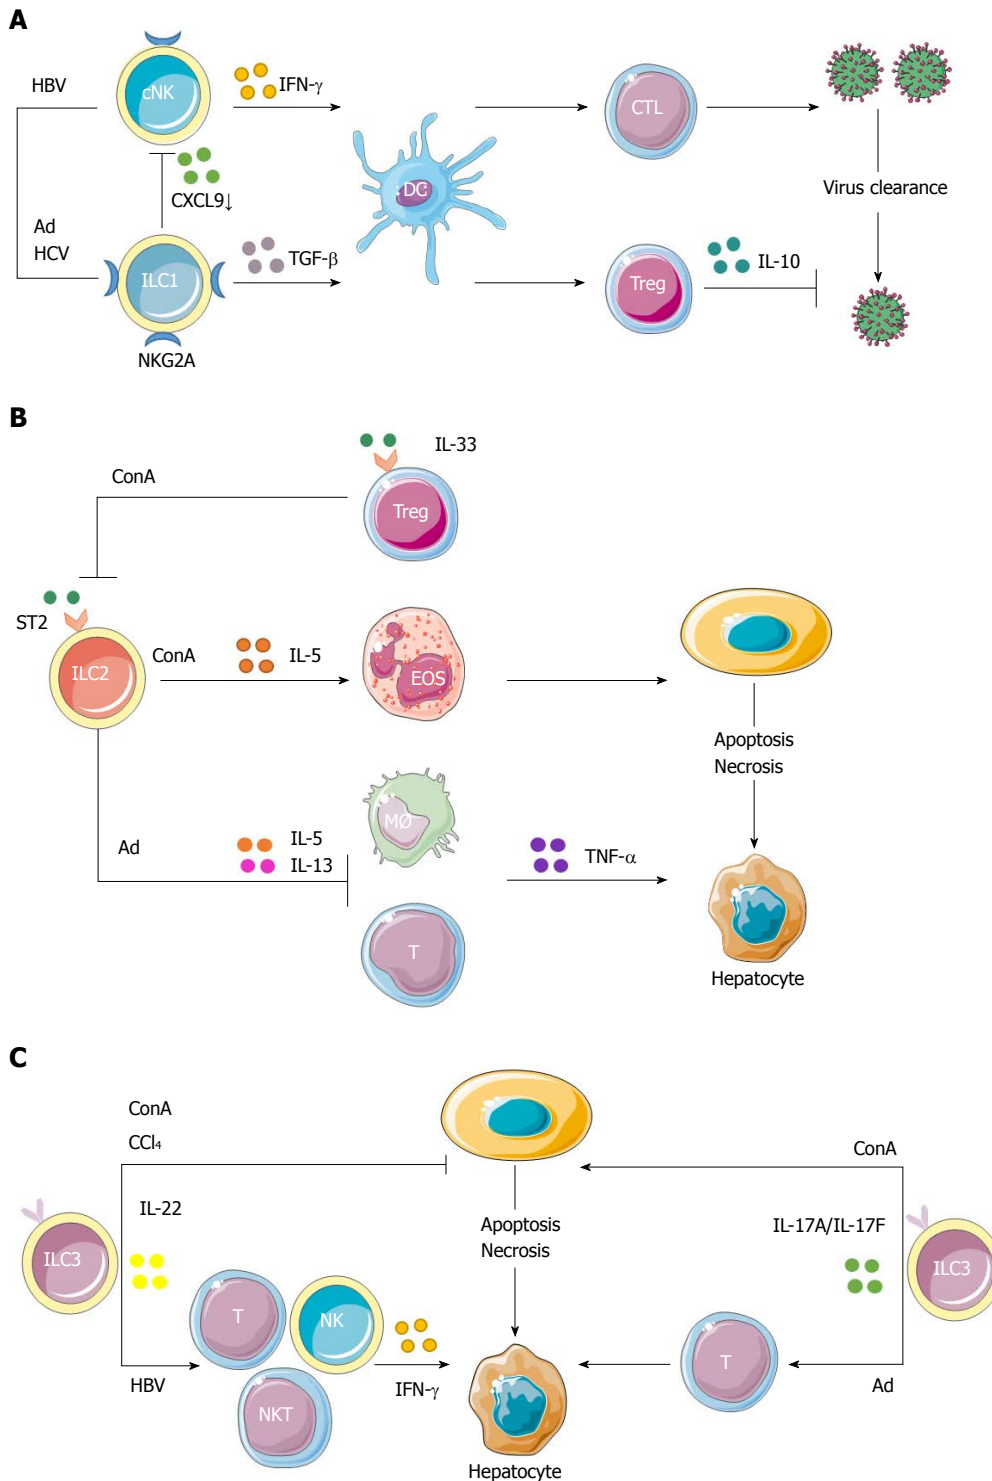 A
HBV
cNK
IFN-γ
CTL
CXCL9↓
Virus clearance
Ad
HCV
DC
ILC1
TGF-β
Treg
IL-10
NKG2A
B
IL-33
ConA
Treg
ST2
ILC2
ConA
IL-5
EOS
Apoptosis
Necrosis
MØ
Ad
IL-5
IL-13
TNF-α
T
Hepatocyte
C
ConA
CCl₄
ConA
IL-22
IL-17A/IL-17F
Apoptosis
Necrosis
ILC3
ILC3
T
NK
T
HBV
IFN-γ
Ad
NKT
Hepatocyte